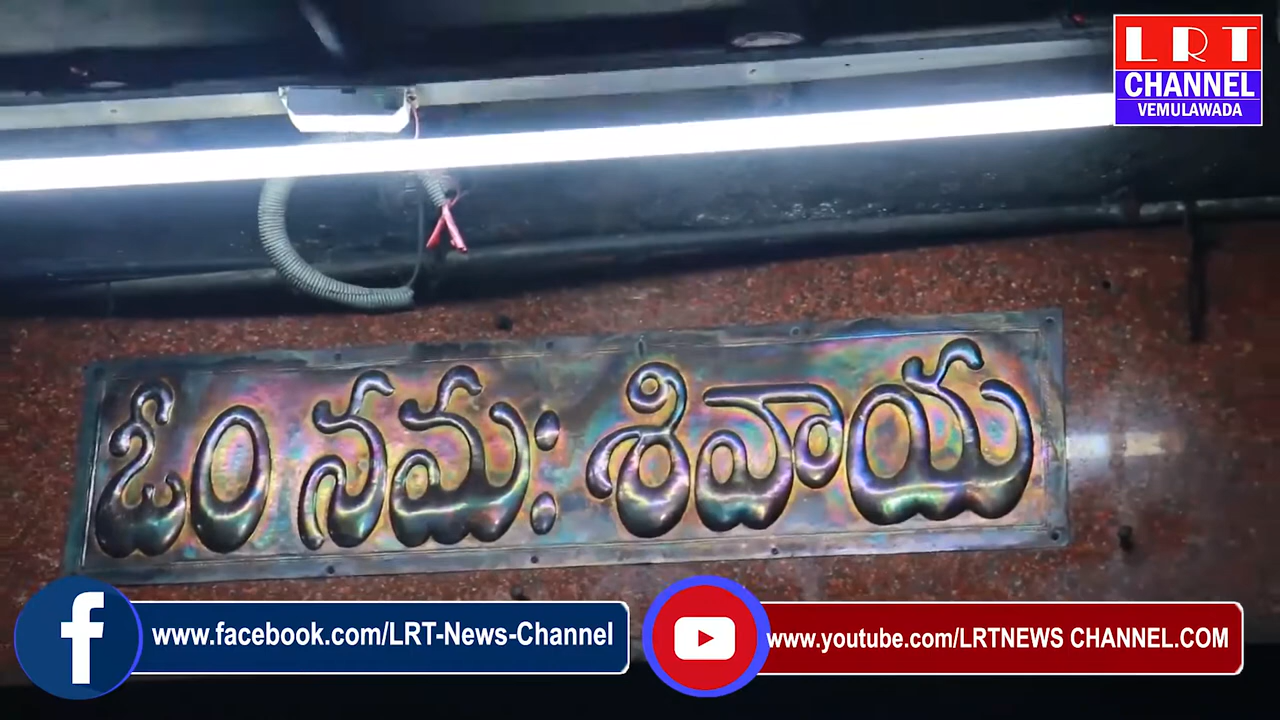 LRT
CHANNEL
VEMULAWADA
ఓం నమః శివాయ
www.facebook.com/LRT-News-Channel
www.youtube.com/LRTNEWS CHANNEL.COM